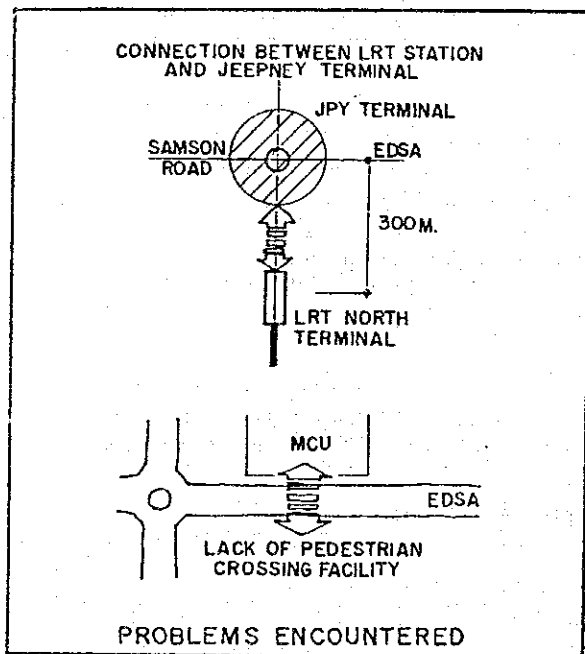 CONNECTION BETWEEN LRT STATION
AND JEEPNEY TERMINAL
JPY TERMINAL
SAMSON
ROAD
EDSA
300M.
LRT NORTH
TERMINAL
MCU
EDSA
LACK OF PEDESTRIAN
CROSSING FACILITY
PROBLEMS ENCOUNTERED